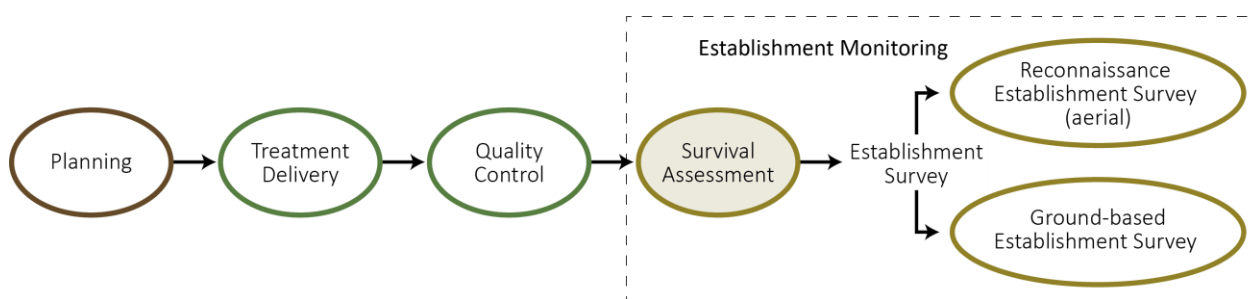 Planning
Treatment
Delivery
Quality
Control
Establishment Monitoring
Survival
Assessment
Establishment
Survey
Reconnaissance
Establishment Survey
(aerial)
Ground-based
Establishment Survey